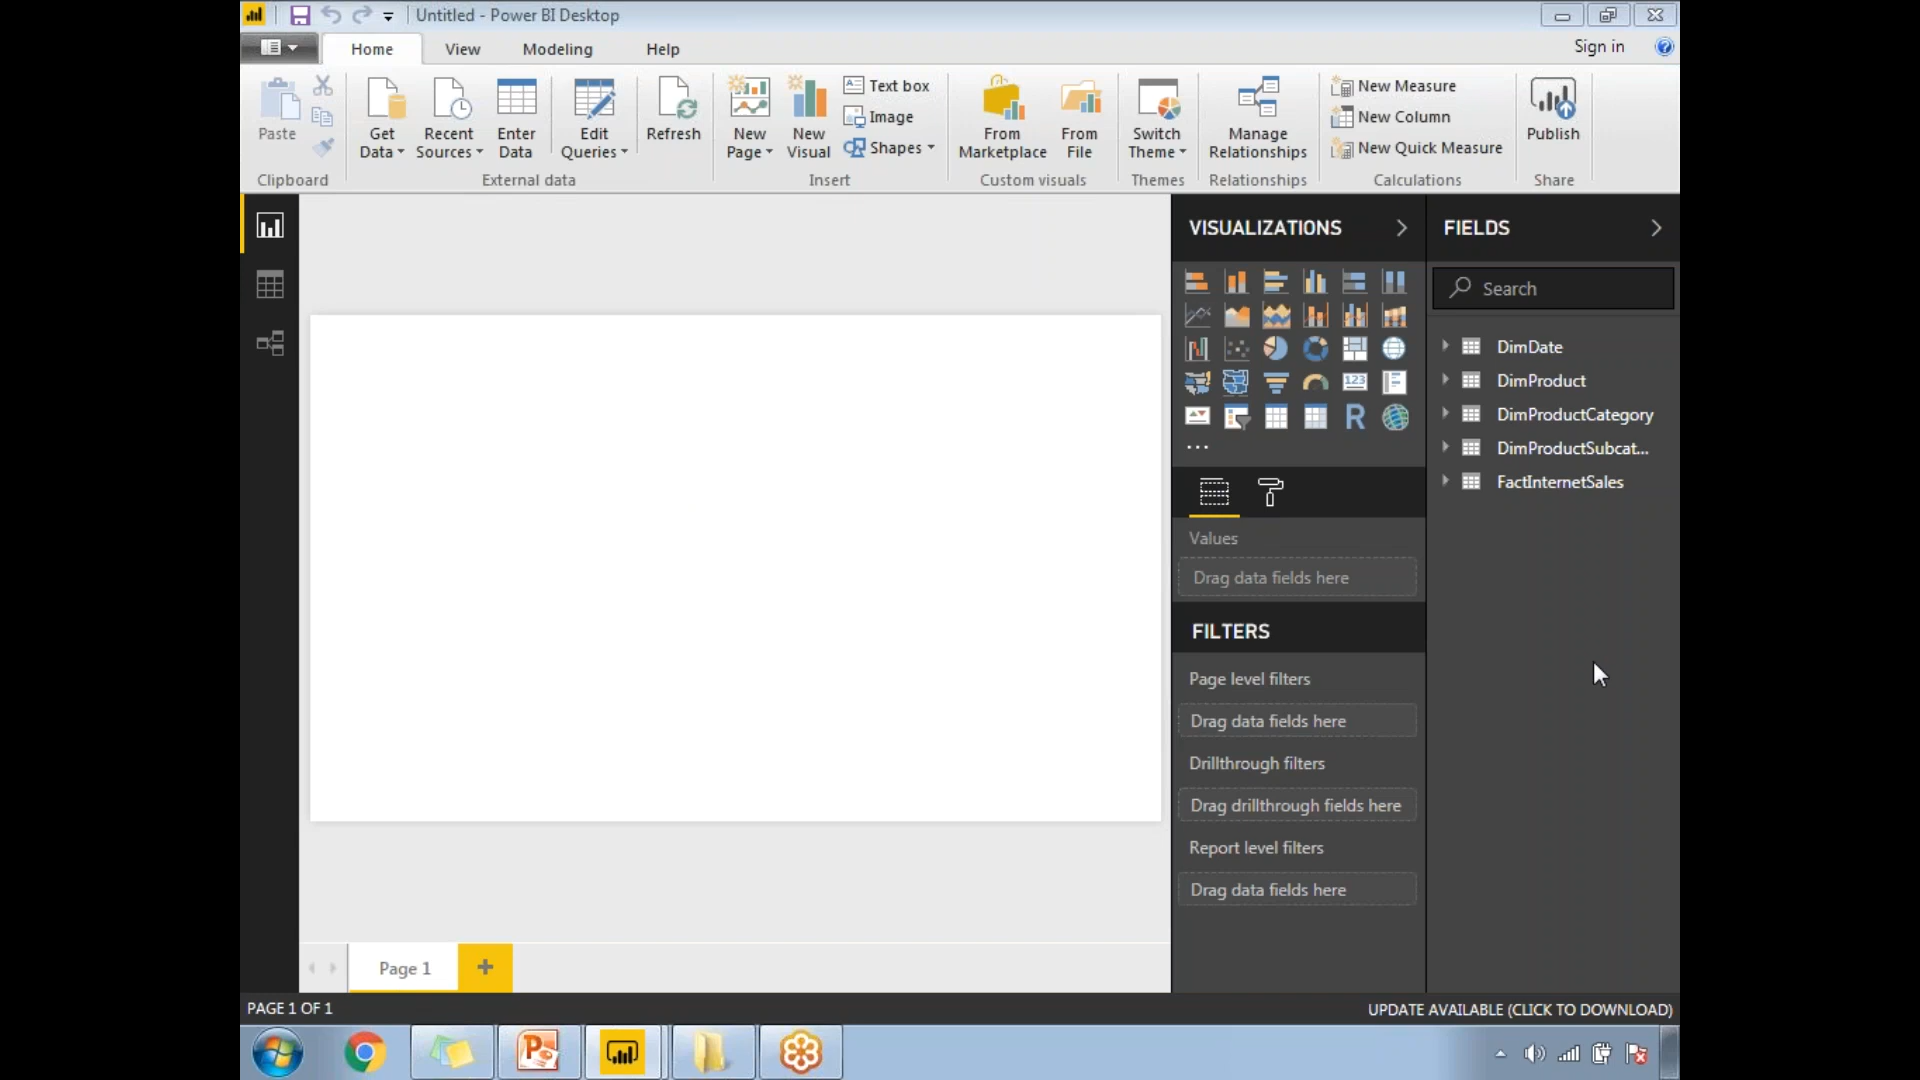 Untitled - Power BI Desktop
Home View Modeling Help Sign in
Paste
Get Data
Recent Sources
Enter Data
Edit Queries
Refresh
New Page
New Visual
Text box
Image
Shapes
From Marketplace
From File
Switch Theme
Manage Relationships
New Measure
New Column
New Quick Measure
Publish
Clipboard External data Insert Custom visuals Themes Relationships Calculations Share
VISUALIZATIONS
123
R
Values
Drag data fields here
FILTERS
Page level filters
Drag data fields here
Drillthrough filters
Drag drillthrough fields here
Report level filters
Drag data fields here
FIELDS
Search
DimDate
DimProduct
DimProductCategory
DimProductSubcat...
FactInternetSales
Page 1
PAGE 1 OF 1
UPDATE AVAILABLE (CLICK TO DOWNLOAD)